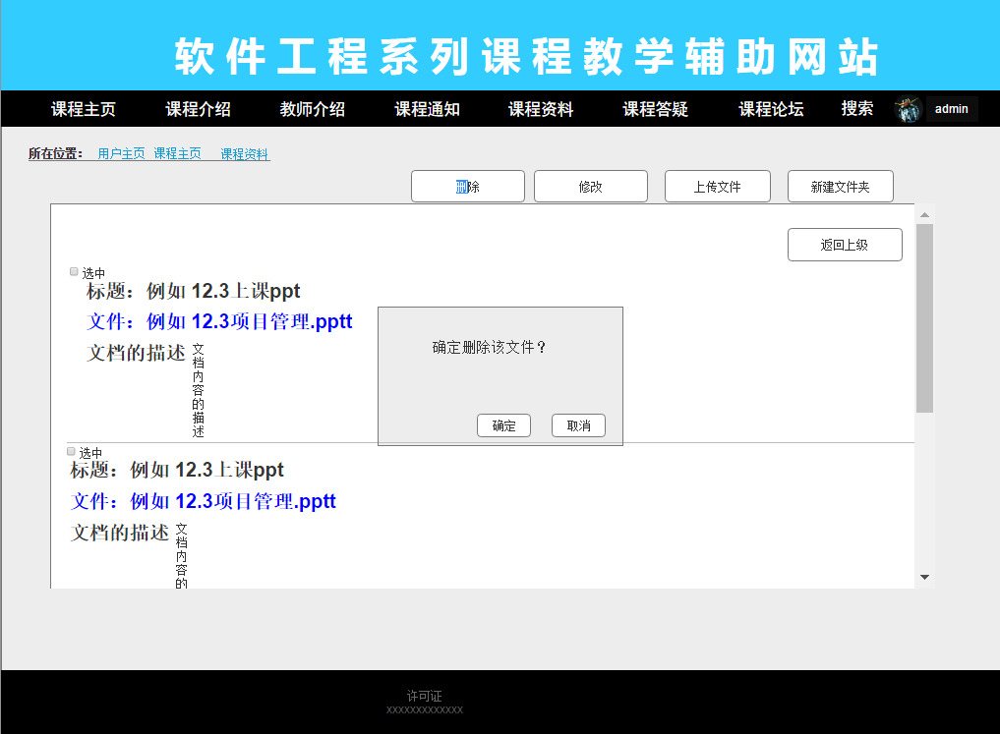 软件工程系列课程教学辅助网站
课程主页 课程介绍 教师介绍 课程通知 课程资料 课程答疑 课程论坛 搜索 admin
所在位置： 用户主页 课程主页 课程资料
删除 修改 上传文件 新建文件夹
返回上级
选中
标题：例如 12.3上课ppt
文件：例如 12.3项目管理.pptt
文档的描述 文档内容的描述
确定删除该文件？
确定 取消
选中
标题：例如 12.3上课ppt
文件：例如 12.3项目管理.pptt
文档的描述 文档内容的
许可证
xxxxxxxxxxxxx